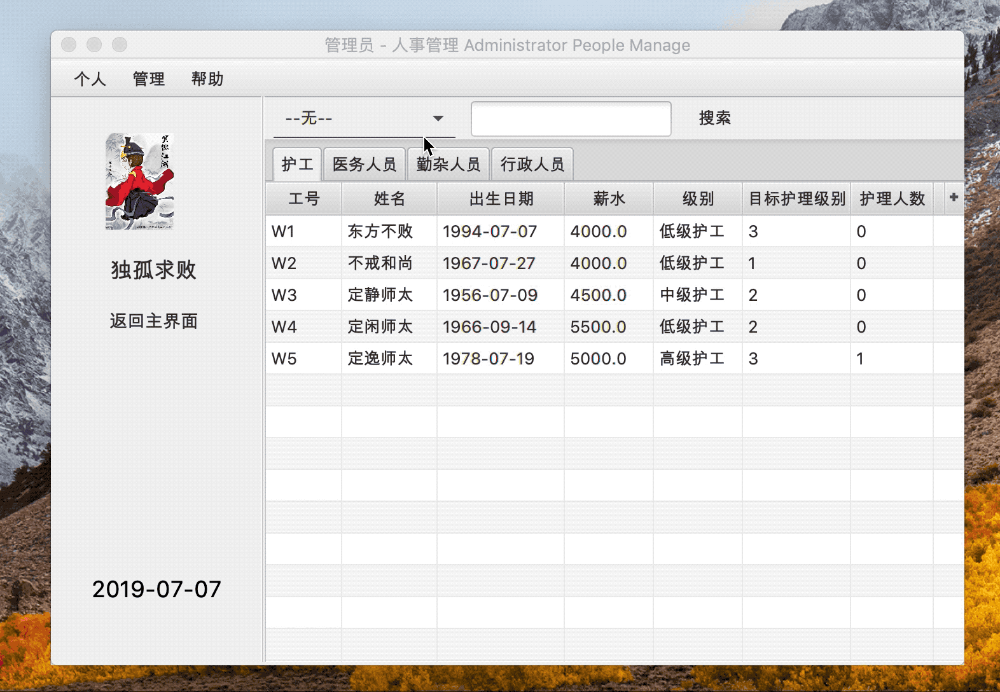 管理员 - 人事管理 Administrator People Manage
个人 管理 帮助
--无-- 搜索
笑傲江湖
独孤求败
返回主界面
2019-07-07
护工 医务人员 勤杂人员 行政人员
工号 姓名 出生日期 薪水 级别 目标护理级别 护理人数 +
W1 东方不败 1994-07-07 4000.0 低级护工 3 0
W2 不戒和尚 1967-07-27 4000.0 低级护工 1 0
W3 定静师太 1956-07-09 4500.0 中级护工 2 0
W4 定闲师太 1966-09-14 5500.0 低级护工 2 0
W5 定逸师太 1978-07-19 5000.0 高级护工 3 1